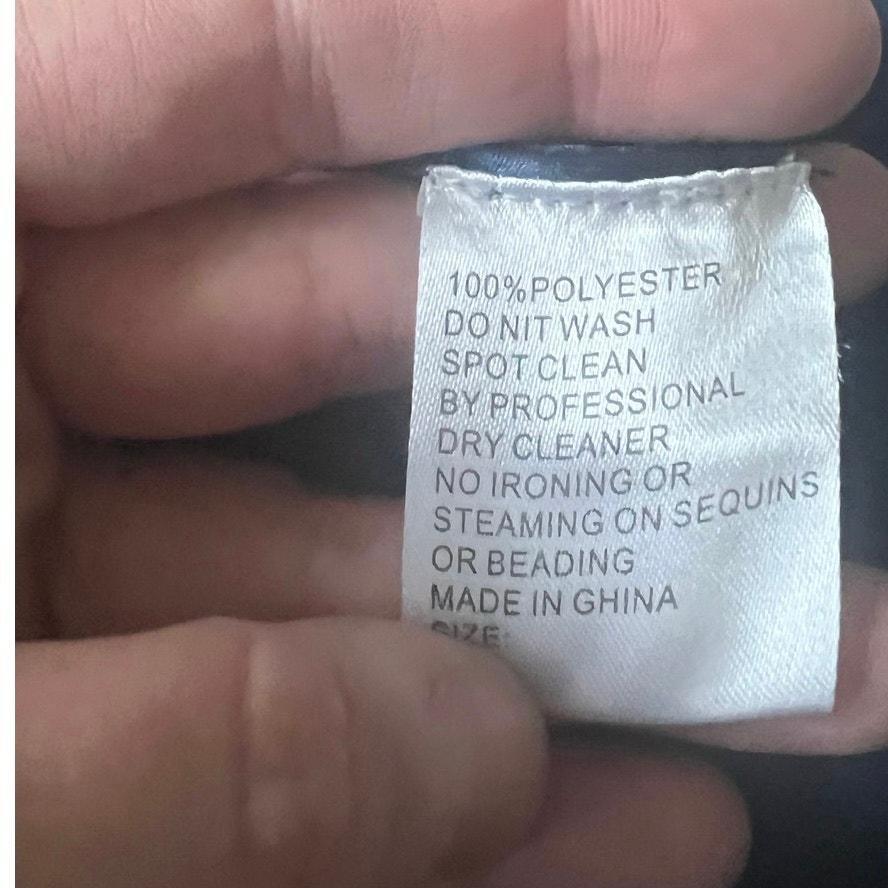 100%POLYESTER
DO NIT WASH
SPOT CLEAN
BY PROFESSIONAL
DRY CLEANER
NO IRONING OR
STEAMING ON SEQUINS
OR BEADING
MADE IN GHINA
SIZE: